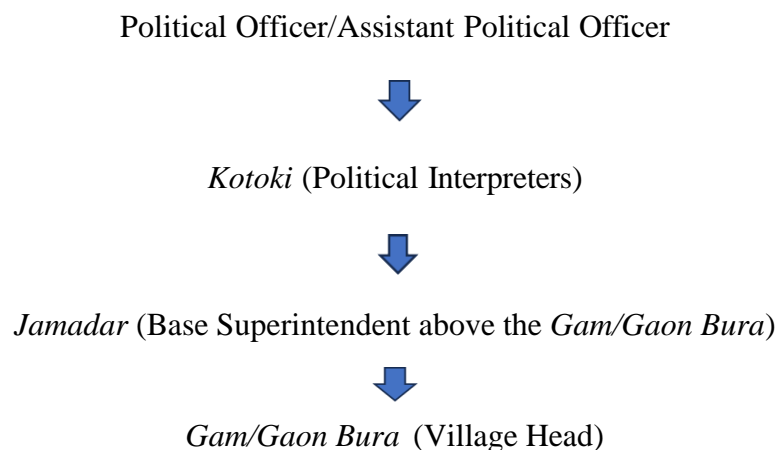 Political Officer/Assistant Political Officer
Kotoki (Political Interpreters)
Jamadar (Base Superintendent above the Gam/Gaon Bura)
Gam/Gaon Bura (Village Head)